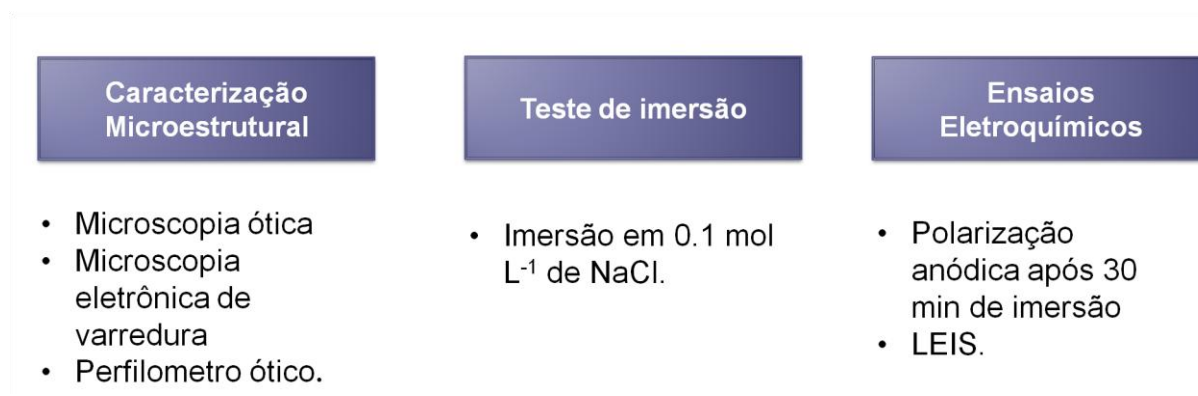 Caracterização
Microestrutural
• Microscopia ótica
• Microscopia
eletrônica de
varredura
• Perfilometro ótico.
Teste de imersão
• Imersão em 0.1 mol
L-1 de NaCl.
Ensaios
Eletroquímicos
• Polarização
anódica após 30
min de imersão
• LEIS.